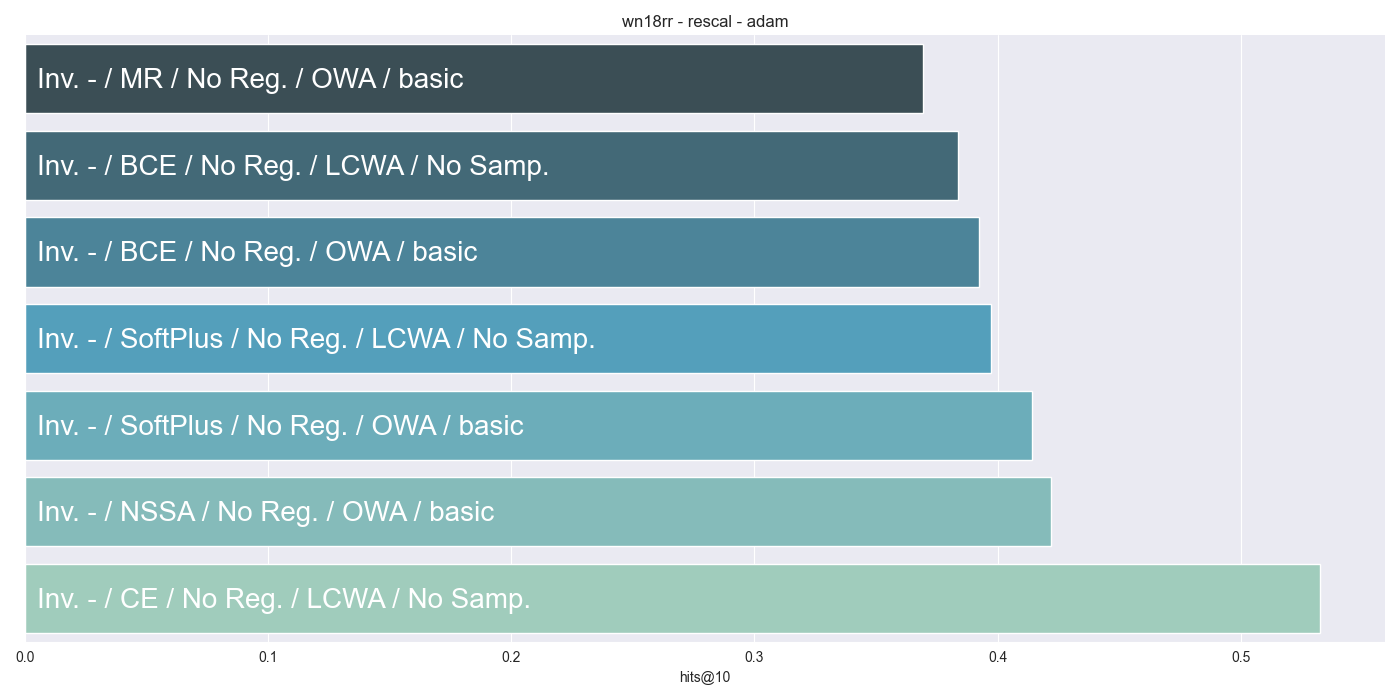 wn18rr - rescal - adam
Inv. - / MR / No Reg. / OWA / basic
Inv. - / BCE / No Reg. / LCWA / No Samp.
Inv. - / BCE / No Reg. / OWA / basic
Inv. - / SoftPlus / No Reg. / LCWA / No Samp.
Inv. - / SoftPlus / No Reg. / OWA / basic
Inv. - / NSSA / No Reg. / OWA / basic
Inv. - / CE / No Reg. / LCWA / No Samp.
0.0 0.1 0.2 0.3 0.4 0.5
hits@10